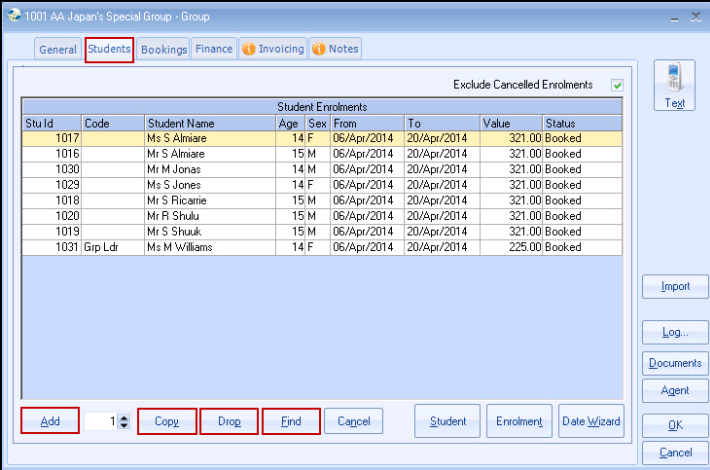 1001 AA Japan's Special Group - Group
General Students Bookings Finance Invoicing Notes
Exclude Cancelled Enrolments
Text
Student Enrolments
Stu Id Code Student Name Age Sex From To Value Status
1017 Ms S Almiare 14 F 06/Apr/2014 20/Apr/2014 321.00 Booked
1016 Mr S Almiare 15 M 06/Apr/2014 20/Apr/2014 321.00 Booked
1030 Mr M Jonas 14 M 06/Apr/2014 20/Apr/2014 321.00 Booked
1029 Ms S Jones 14 F 06/Apr/2014 20/Apr/2014 321.00 Booked
1018 Mr S Ricarrie 15 M 06/Apr/2014 20/Apr/2014 321.00 Booked
1020 Mr R Shulu 15 M 06/Apr/2014 20/Apr/2014 321.00 Booked
1019 Mr S Shuuk 15 M 06/Apr/2014 20/Apr/2014 321.00 Booked
1031 Grp Ldr Ms M Williams 14 F 06/Apr/2014 20/Apr/2014 225.00 Booked
Import
Log...
Documents
Agent
Add 1 Copy Drop Find Cancel Student Enrolment Date Wizard
OK
Cancel